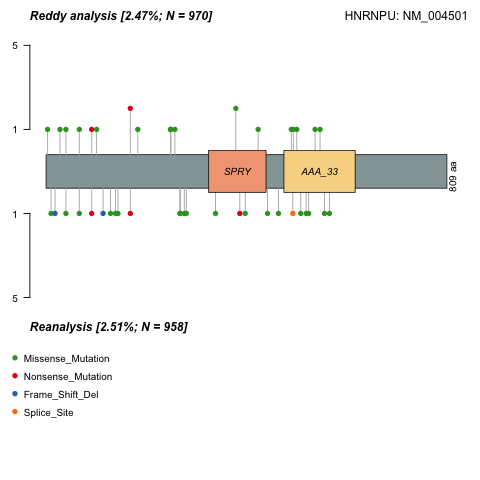 Reddy analysis [2.47%; N = 970]
HNRNPU: NM_004501
5
1
SPRY
AAA_33
809 aa
1
5
Reanalysis [2.51%; N = 958]
Missense_Mutation
Nonsense_Mutation
Frame_Shift_Del
Splice_Site